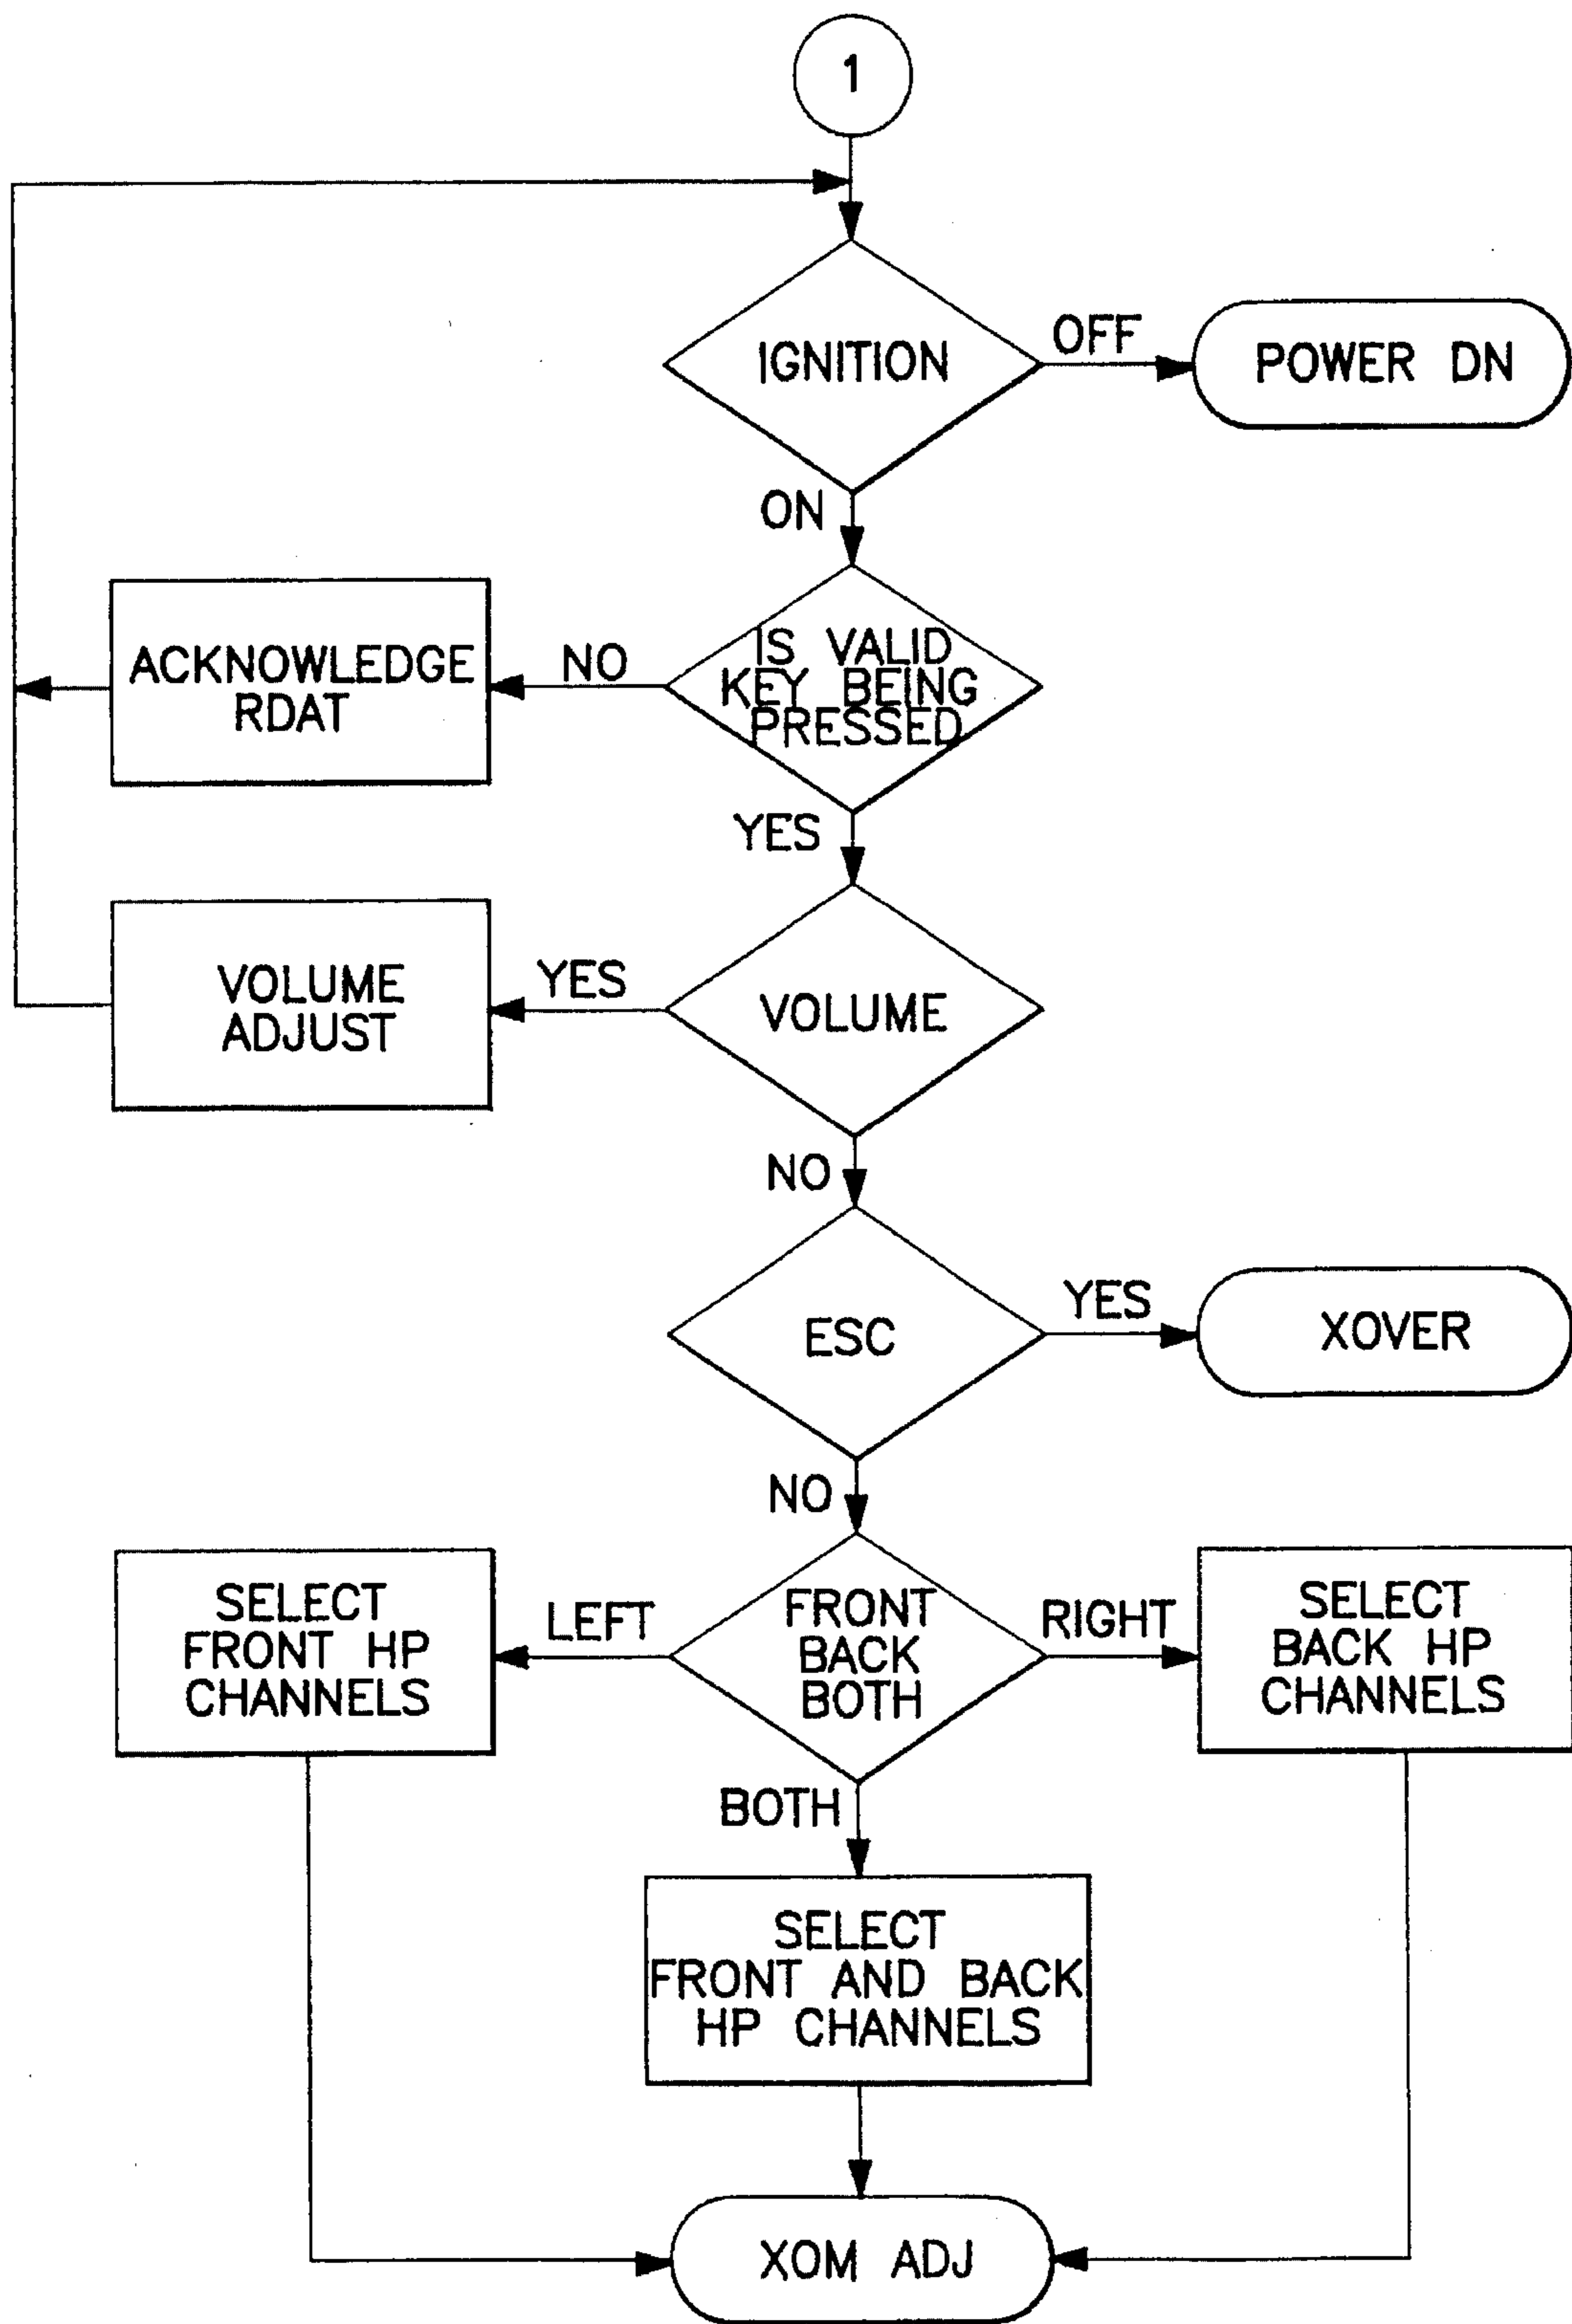 1
IGNITION
OFF
POWER DN
ON
ACKNOWLEDGE
RDAT
NO
IS VALID
KEY BEING
PRESSED
YES
VOLUME
ADJUST
YES
VOLUME
NO
ESC
YES
XOVER
NO
SELECT
FRONT HP
CHANNELS
LEFT
FRONT
BACK
BOTH
RIGHT
SELECT
BACK HP
CHANNELS
BOTH
SELECT
FRONT AND BACK
HP CHANNELS
XOM ADJ